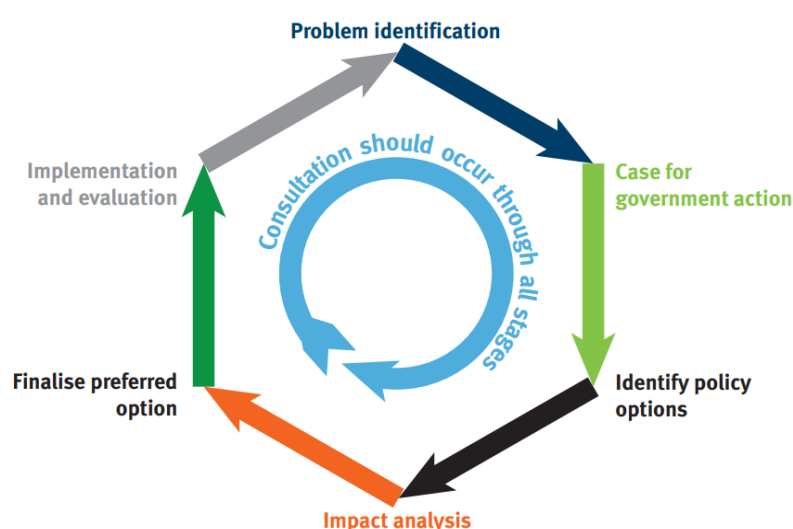 Problem identification
Case for
government action
Identify policy
options
Impact analysis
Finalise preferred
option
Implementation
and evaluation
Consultation should occur through all stages